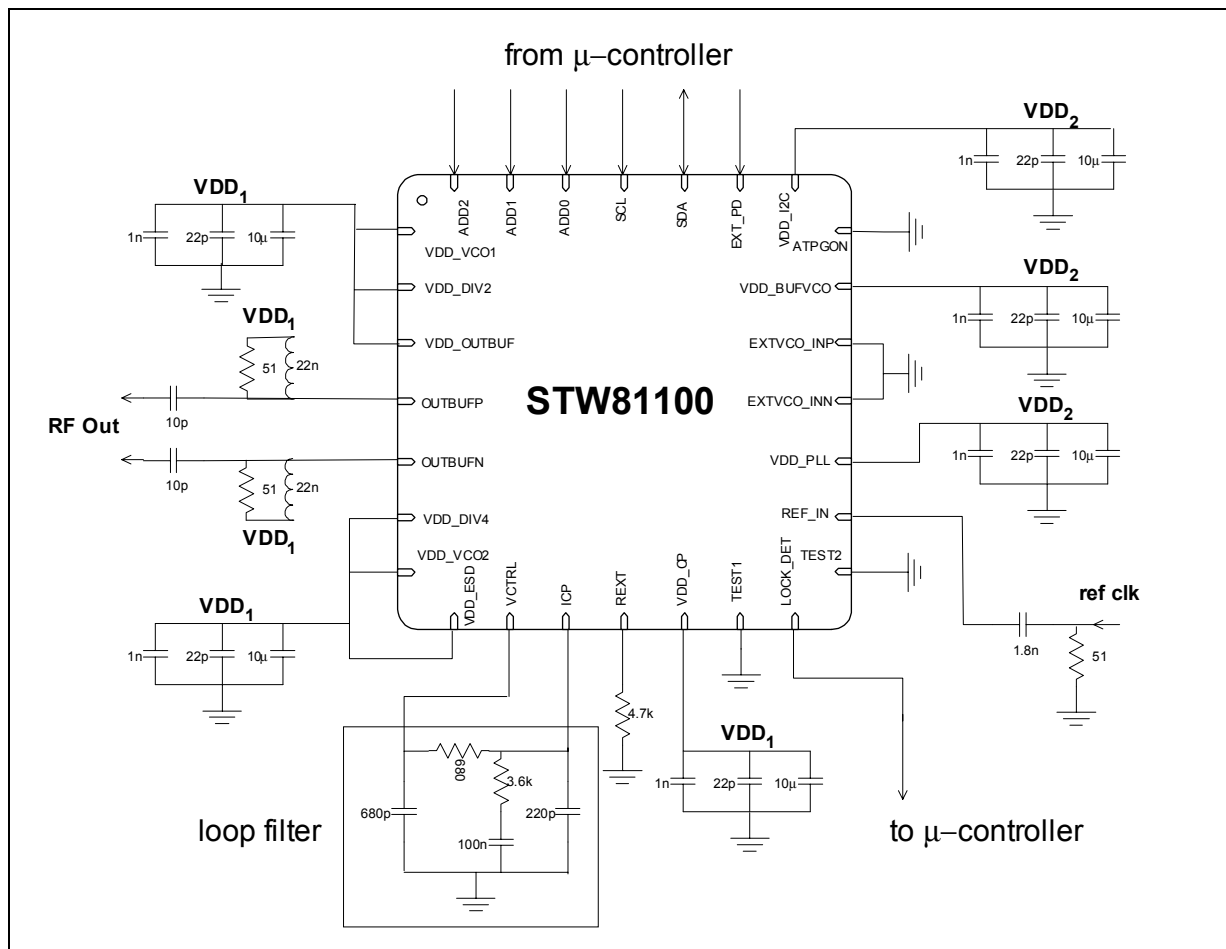 from μ–controller
VDD2
1n 22p 10μ
VDD1
1n 22p 10μ
ADD2 ADD1 ADD0 SCL SDA EXT_PD VDD_I2C
ATPGON
VDD_VCO1
VDD_DIV2
VDD_BUFVCO
VDD2
1n 22p 10μ
VDD1
51 22n
VDD_OUTBUF
EXTVCO_INP
STW81100
OUTBUFP
EXTVCO_INN
10p
RF Out
VDD2
1n 22p 10μ
OUTBUFN
VDD_PLL
10p
51 22n
VDD1
VDD_DIV4
REF_IN
VDD_VCO2
TEST2
VDD_ESD VCTRL ICP REXT VDD_CP TEST1 LOCK_DET
VDD1
1n 22p 10μ
ref clk
1.8n
51
4.7k
VDD1
1n 22p 10μ
680
3.6k
680p
220p
100n
loop filter
to μ–controller